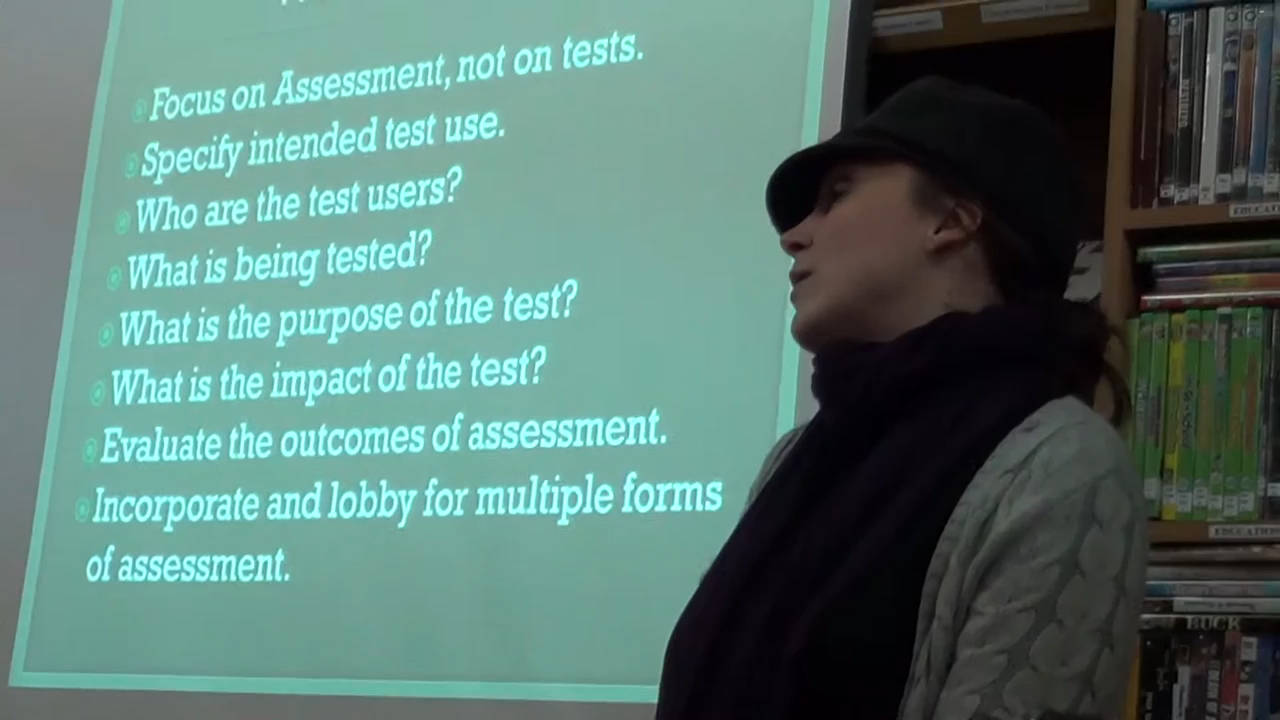 Focus on Assessment, not on tests.
Specify intended test use.
Who are the test users?
What is being tested?
What is the purpose of the test?
What is the impact of the test?
Evaluate the outcomes of assessment.
Incorporate and lobby for multiple forms
of assessment.
EDUCATION
BUCK